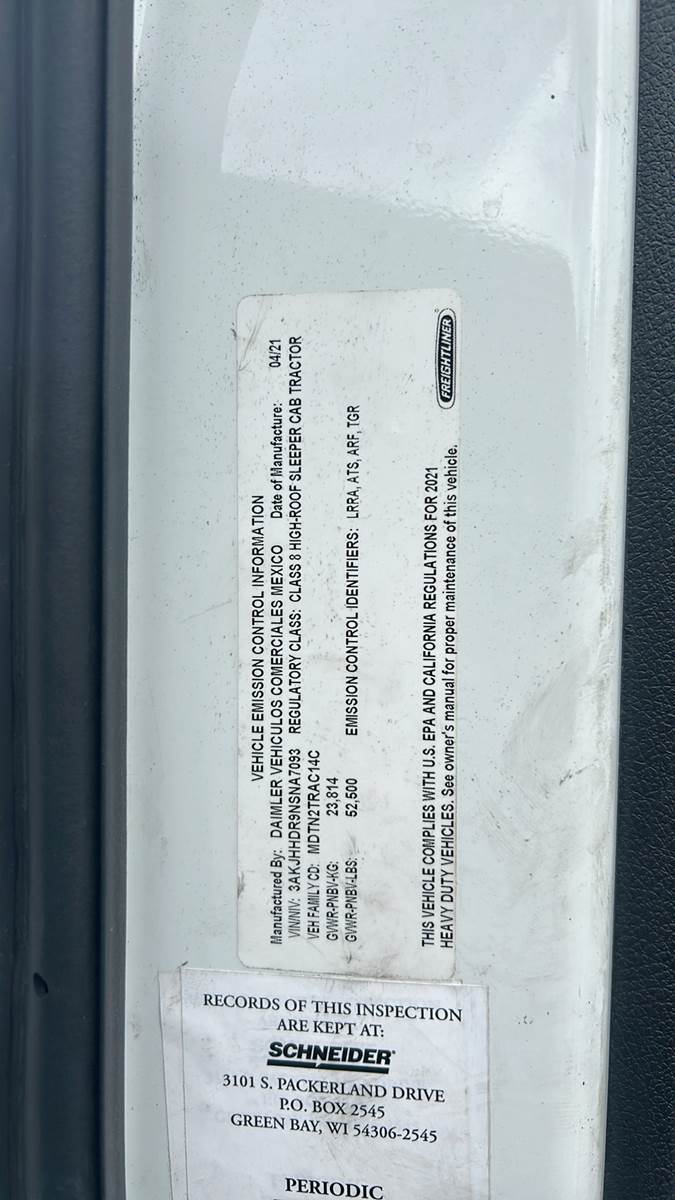 VEHICLE EMISSION CONTROL INFORMATION
Manufactured By: DAIMLER VEHICULOS COMERCIALES MEXICO Date of Manufacture: 04/21
VIN/NIV: 3AKJHHDR9NSNA7093 REGULATORY CLASS: CLASS 8 HIGH-ROOF SLEEPER CAB TRACTOR
VEH FAMILY CD: MDTN2TRAC14C
GVWR-PNBV-KG: 23,814
GVWR-PNBV-LBS: 52,500 EMISSION CONTROL IDENTIFIERS: LRRA, ATS, ARF, TGR
THIS VEHICLE COMPLIES WITH U.S. EPA AND CALIFORNIA REGULATIONS FOR 2021
HEAVY DUTY VEHICLES. See owner's manual for proper maintenance of this vehicle.
FREIGHTLINER
RECORDS OF THIS INSPECTION
ARE KEPT AT:
SCHNEIDER
3101 S. PACKERLAND DRIVE
P.O. BOX 2545
GREEN BAY, WI 54306-2545
PERIODIC